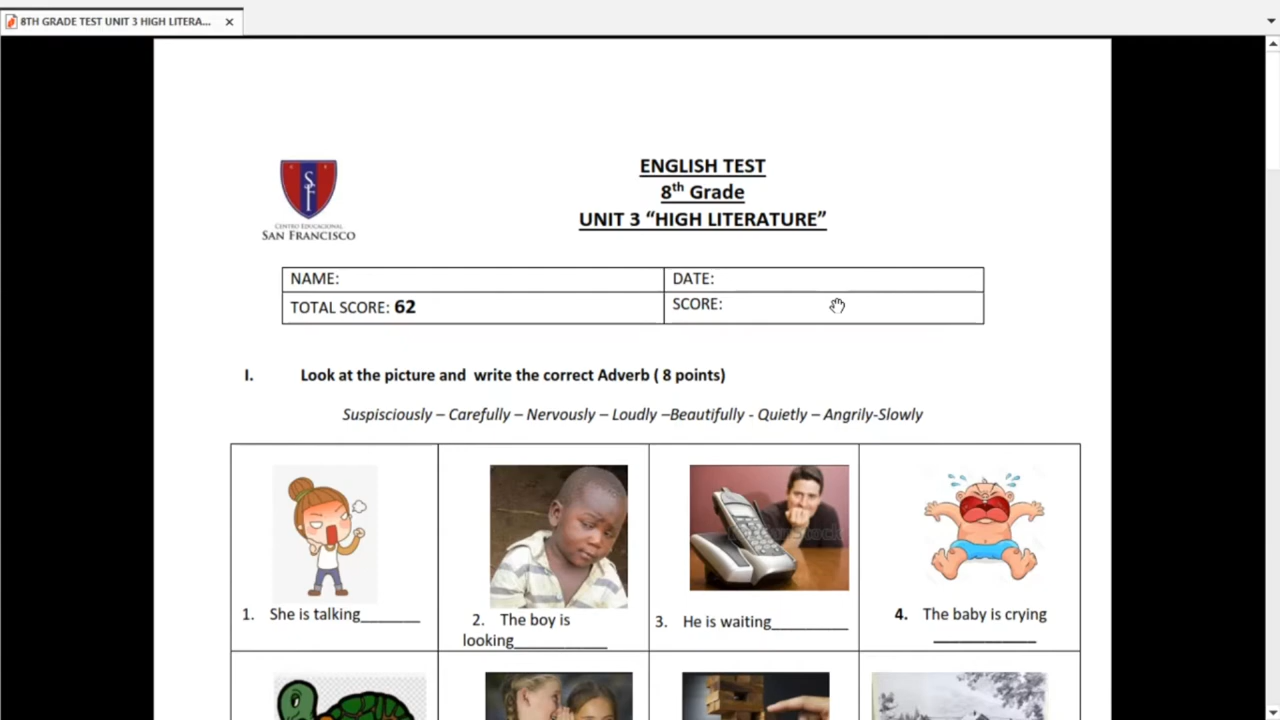 8TH GRADE TEST UNIT 3 HIGH LITERA...
CENTRO EDUCACIONAL
SAN FRANCISCO
ENGLISH TEST
8th Grade
UNIT 3 “HIGH LITERATURE”
NAME:
DATE:
TOTAL SCORE: 62
SCORE:
I. Look at the picture and write the correct Adverb ( 8 points)
Suspisciously – Carefully – Nervously – Loudly –Beautifully - Quietly – Angrily-Slowly
1. She is talking_______
2. The boy is
looking___________
3. He is waiting_________
4. The baby is crying
____________